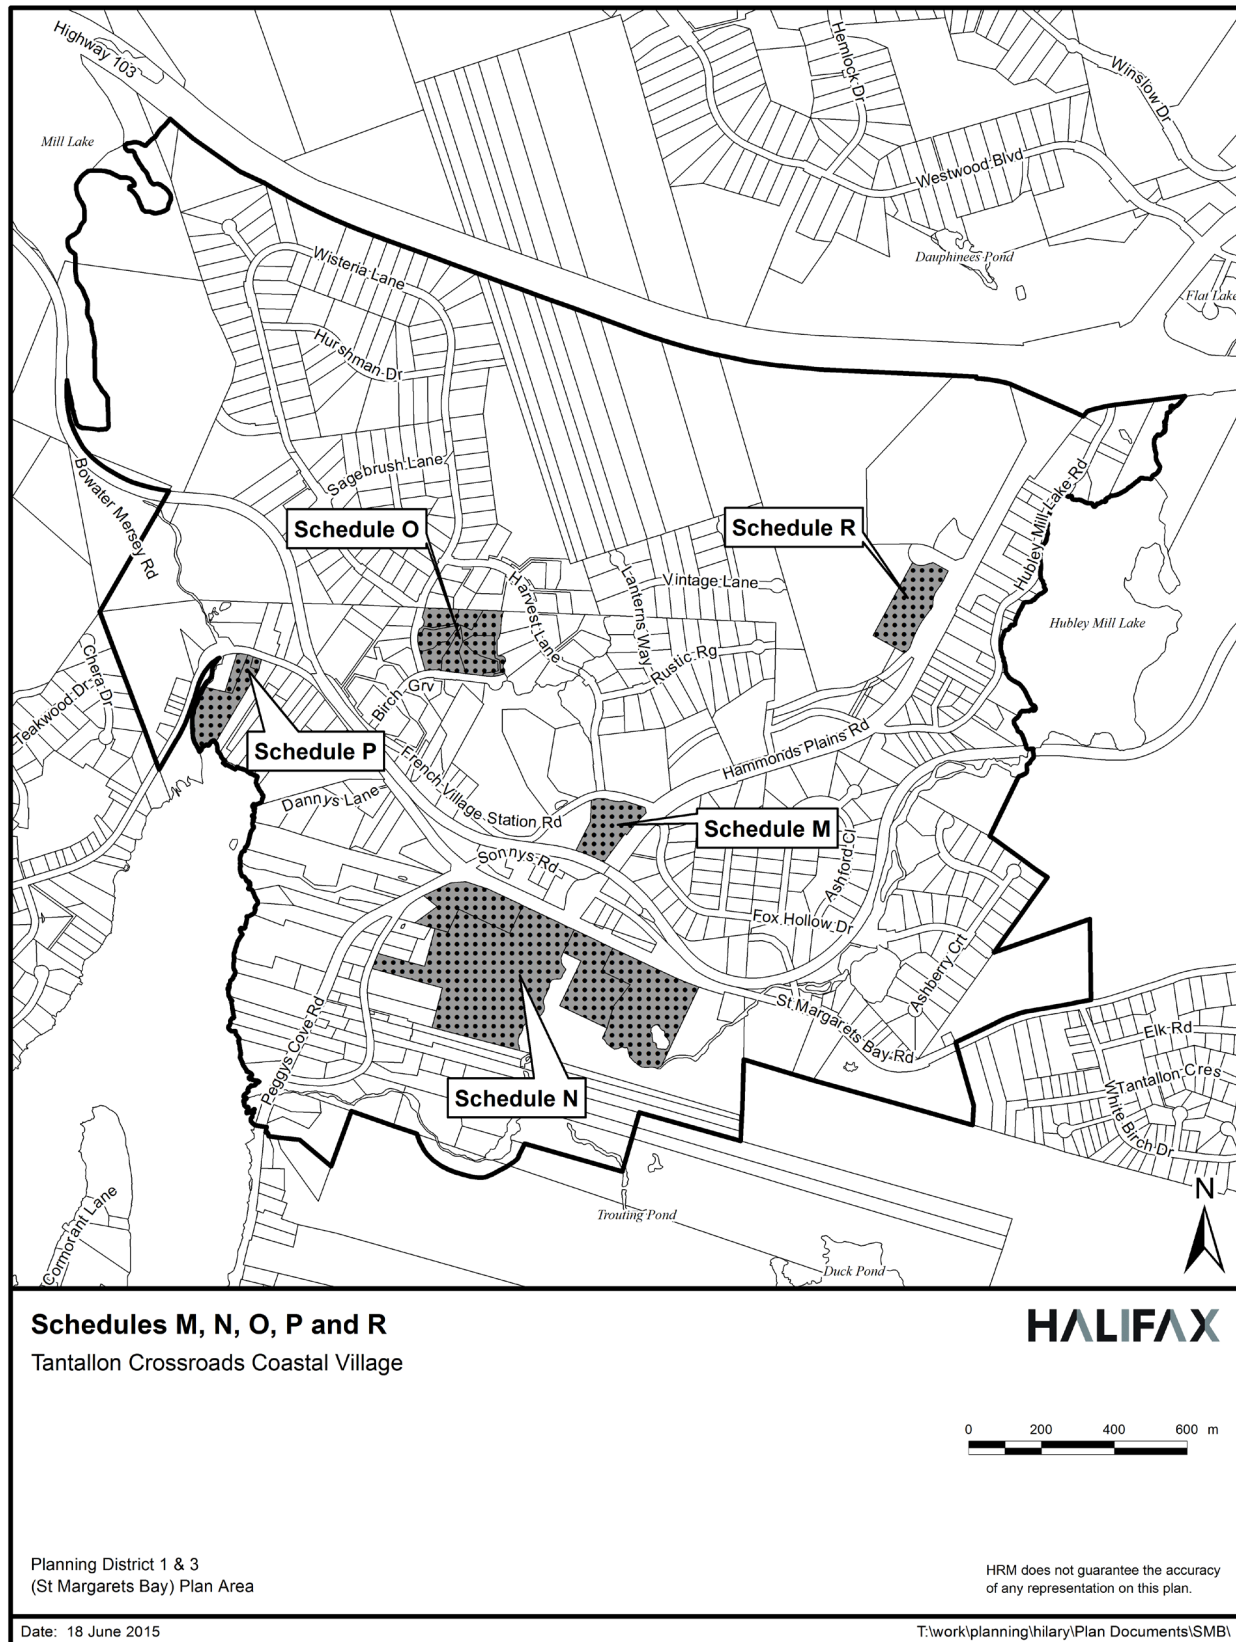 Highway 103
Hemlock Dr
Winslow Dr
Mill Lake
Westwood Blvd
Dauphinees Pond
Flat Lake
Wisteria Lane
Hurshman Dr
Sagebrush Lane
Bowater Mersey Rd
Schedule O
Schedule R
Hubley Mill Lake Rd
Harvest Lane
Lanterns Way
Vintage Lane
Hubley Mill Lake
Chera Dr
Teakwood Dr
Birch Grv
Rustic Rg
Schedule P
French Village Station Rd
Hammonds Plains Rd
Dannys Lane
Schedule M
Sonnys Rd
Ashford Cl
Fox Hollow Dr
Ashberry Crt
Peggys Cove Rd
St Margarets Bay Rd
Elk Rd
Tantallon Cres
White Birch Dr
Schedule N
Cormorant Lane
Trouting Pond
Duck Pond
N
Schedules M, N, O, P and R
Tantallon Crossroads Coastal Village
HALIFAX
0 200 400 600 m
Planning District 1 & 3
(St Margarets Bay) Plan Area
HRM does not guarantee the accuracy
of any representation on this plan.
Date: 18 June 2015
T:\work\planning\hilary\Plan Documents\SMB\